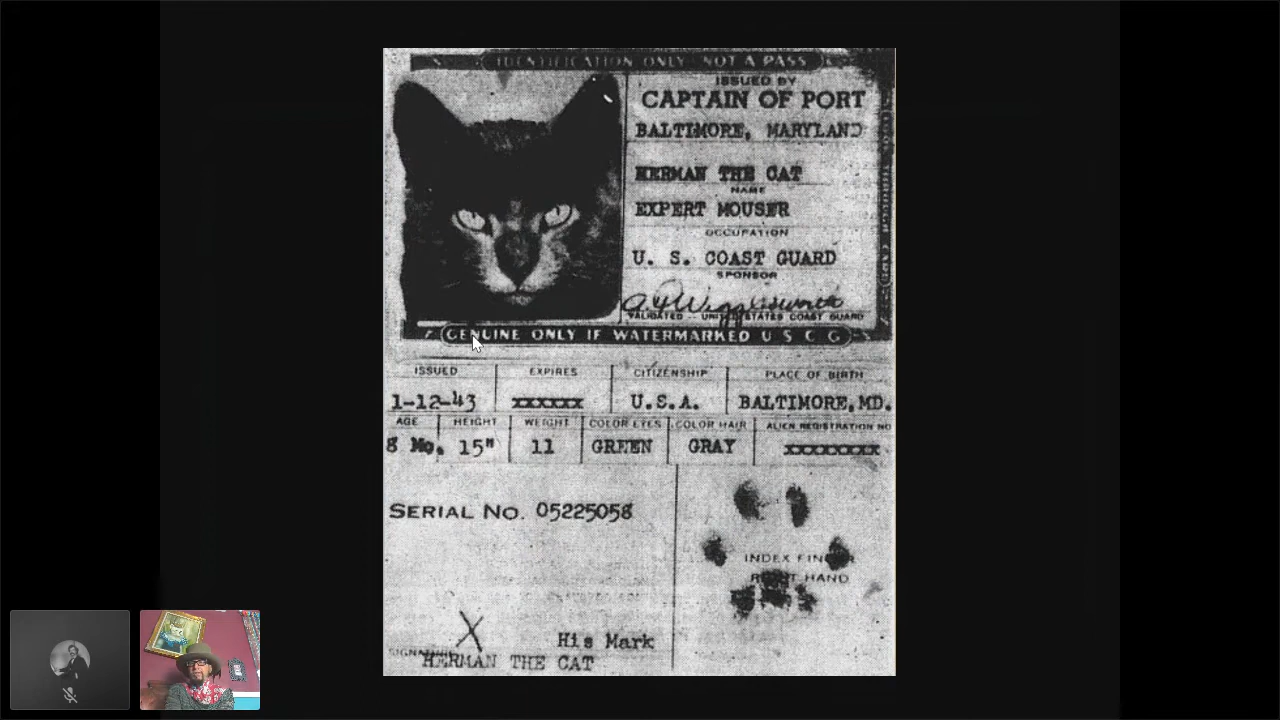 IDENTIFICATION ONLY - NOT A PASS
ISSUED BY
CAPTAIN OF PORT
BALTIMORE, MARYLAND
HERMAN THE CAT
NAME
EXPERT MOUSER
OCCUPATION
U. S. COAST GUARD
SPONSOR
VALIDATED -- UNITED STATES COAST GUARD
GENUINE ONLY IF WATERMARKED U S C G
ISSUED EXPIRES CITIZENSHIP PLACE OF BIRTH
1-12-43 XXXXXX U.S.A. BALTIMORE,MD.
AGE HEIGHT WEIGHT COLOR EYES COLOR HAIR ALIEN REGISTRATION NO
8 Mo. 15" 11 GREEN GRAY XXXXXXXX
SERIAL NO. 05225058
INDEX FINGER
RIGHT HAND
X His Mark
SIGNATURE
HERMAN THE CAT